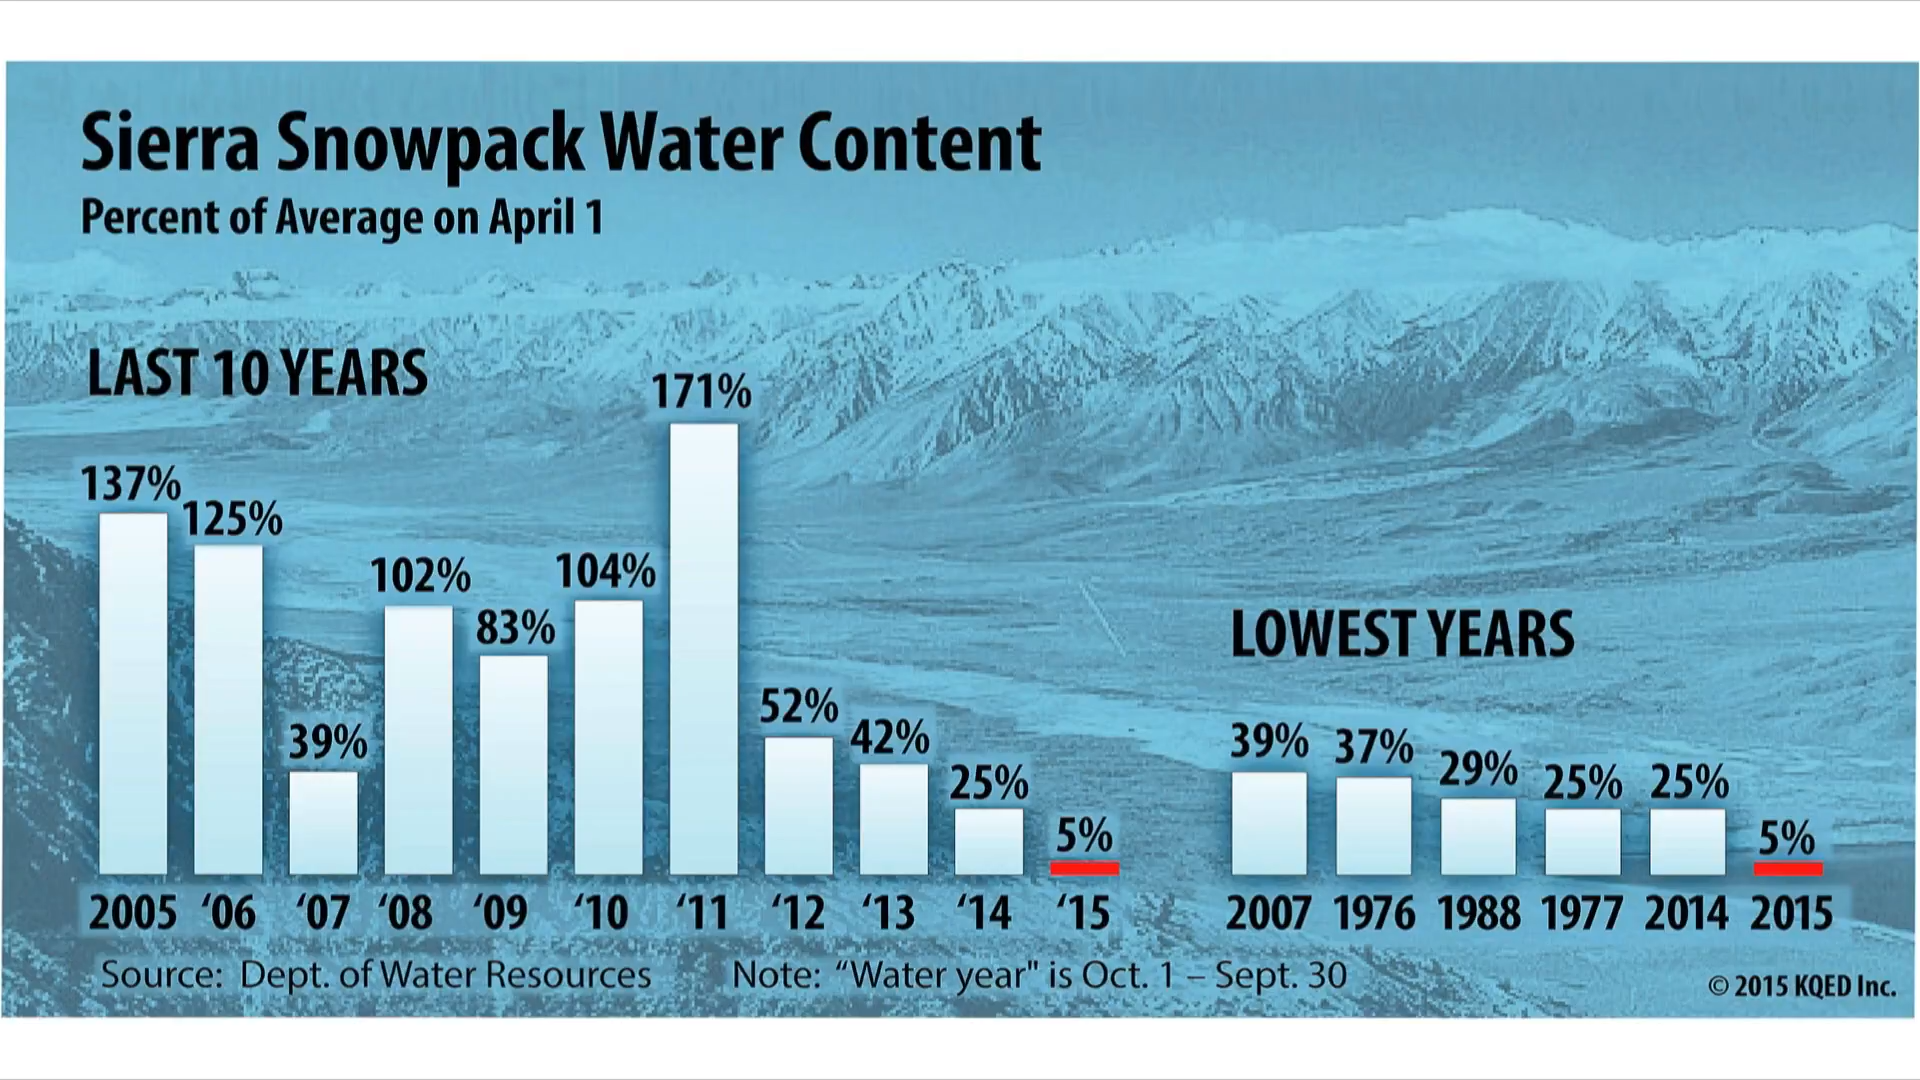 Sierra Snowpack Water Content
Percent of Average on April 1
LAST 10 YEARS
137% 125% 39% 102% 83% 104% 171% 52% 42% 25% 5%
2005 ‘06 ‘07 ‘08 ‘09 ‘10 ‘11 ‘12 ‘13 ‘14 ‘15
LOWEST YEARS
39% 37% 29% 25% 25% 5%
2007 1976 1988 1977 2014 2015
Source: Dept. of Water Resources
Note: “Water year" is Oct. 1 – Sept. 30
© 2015 KQED Inc.